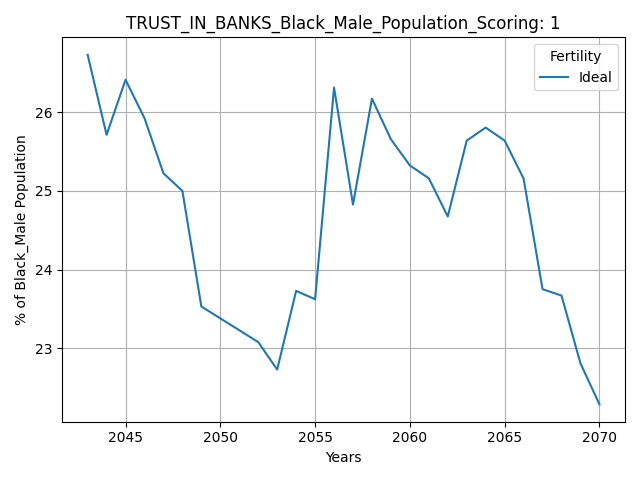 TRUST_IN_BANKS_Black_Male_Population_Scoring: 1
Fertility
Ideal
% of Black_Male Population
26
25
24
23
2045 2050 2055 2060 2065 2070
Years